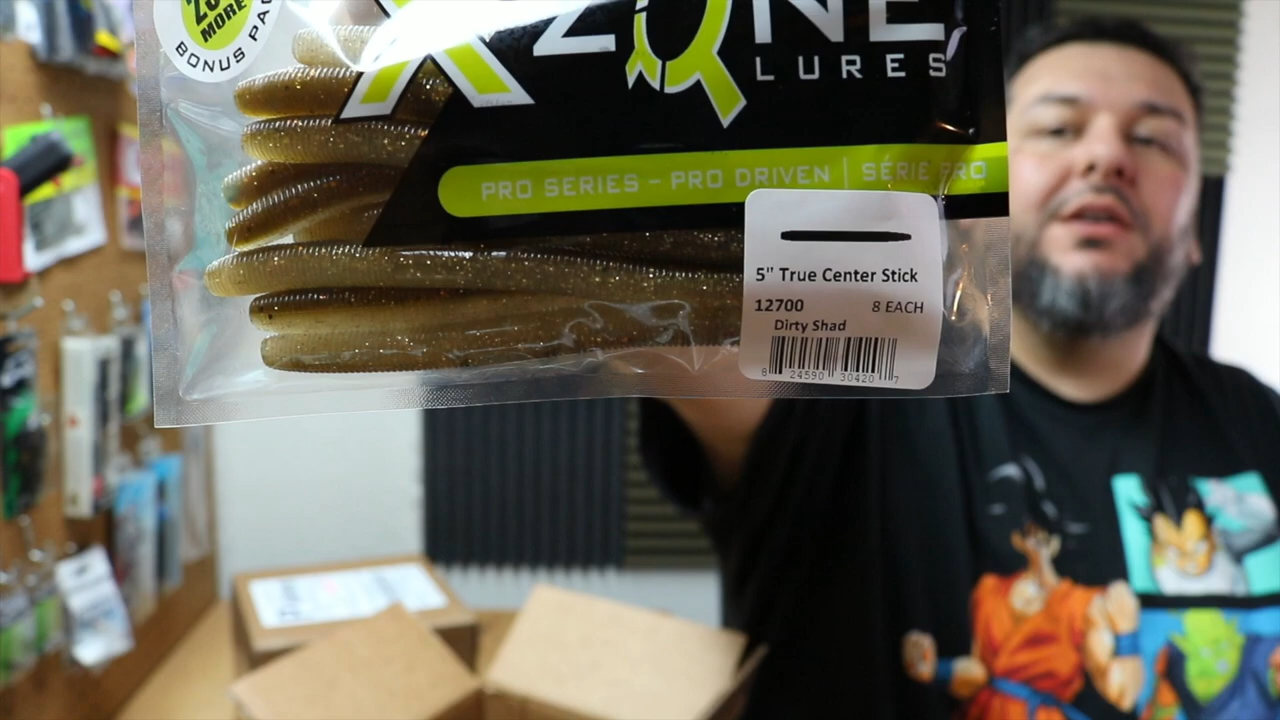 MORE
BONUS PAC
X-ZONE
LURES
PRO SERIES - PRO DRIVEN | SÉRIE PRO
5" True Center Stick
12700 8 EACH
Dirty Shad
8 24590 30420 7